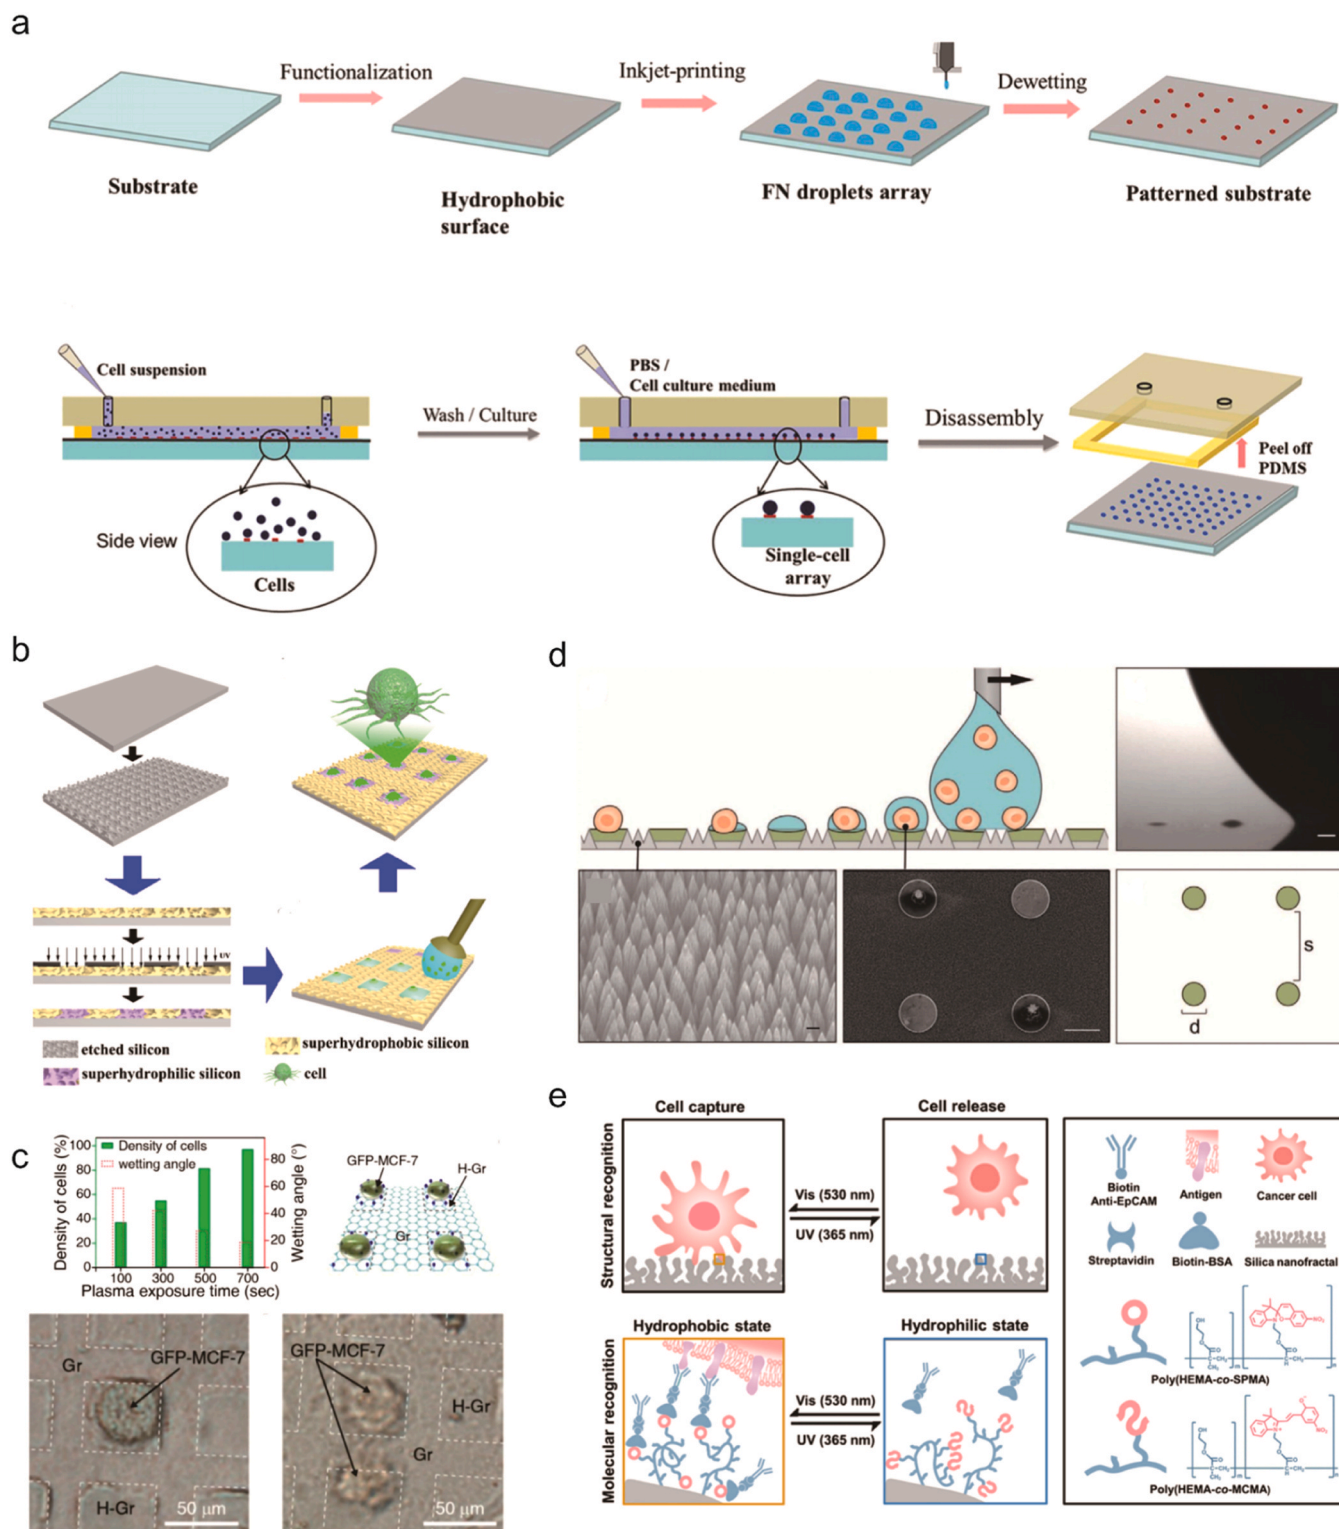 a
Functionalization
Inkjet-printing
Dewetting
Substrate
Hydrophobic
surface
FN droplets array
Patterned substrate
Cell suspension
Wash / Culture
PBS /
Cell culture medium
Disassembly
Peel off
PDMS
Side view
Cells
Single-cell
array
b
UV
etched silicon
superhydrophobic silicon
superhydrophilic silicon
cell
c
Density of cells (%)
100
80
60
40
20
0
Density of cells
wetting angle
80
60
40
20
0
Wetting angle (°)
100 300 500 700
Plasma exposure time (sec)
GFP-MCF-7
H-Gr
Gr
Gr
GFP-MCF-7
H-Gr
50 μm
GFP-MCF-7
H-Gr
Gr
50 μm
d
s
d
e
Cell capture
Cell release
Structural recognition
Vis (530 nm)
UV (365 nm)
Hydrophobic state
Hydrophilic state
Molecular recognition
Vis (530 nm)
UV (365 nm)
Biotin
Anti-EpCAM
Antigen
Cancer cell
Streptavidin
Biotin-BSA
Silica nanofractal
Poly(HEMA-co-SPMA)
Poly(HEMA-co-MCMA)